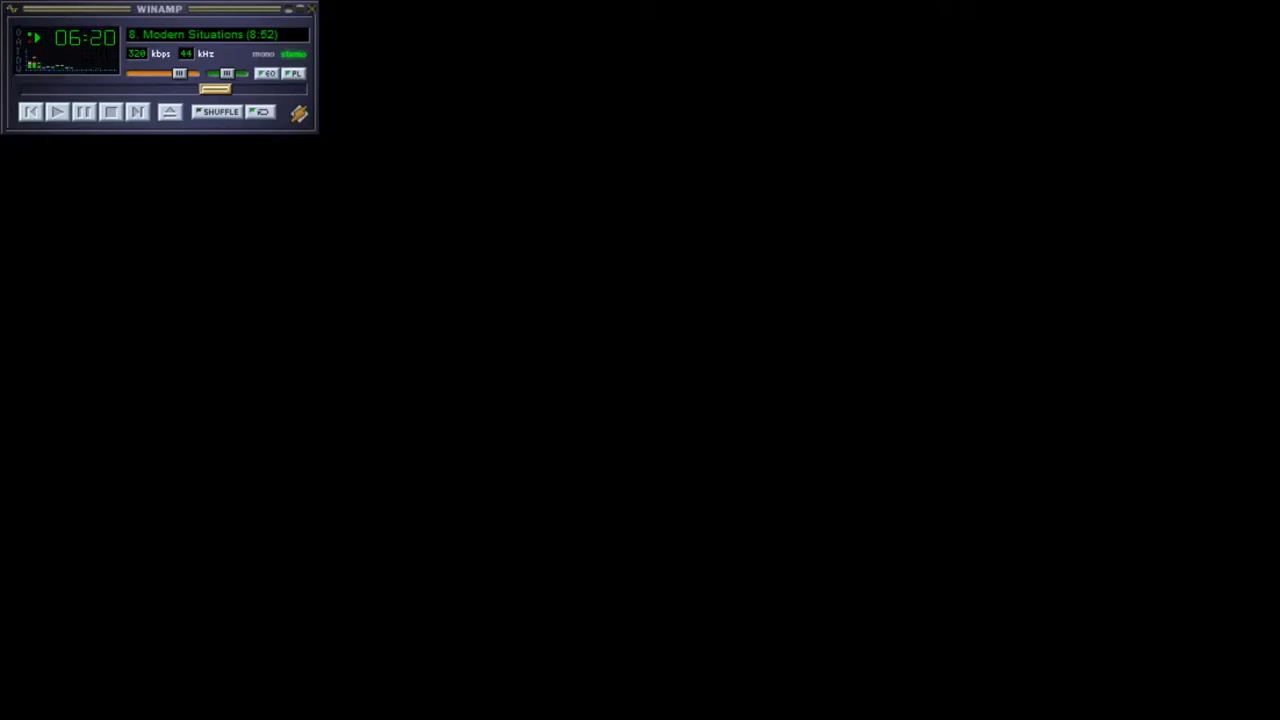 WINAMP
O
A
I
D
V
06:20
8. Modern Situations (8:52)
320 kbps 44 kHz
mono stereo
EQ PL
SHUFFLE